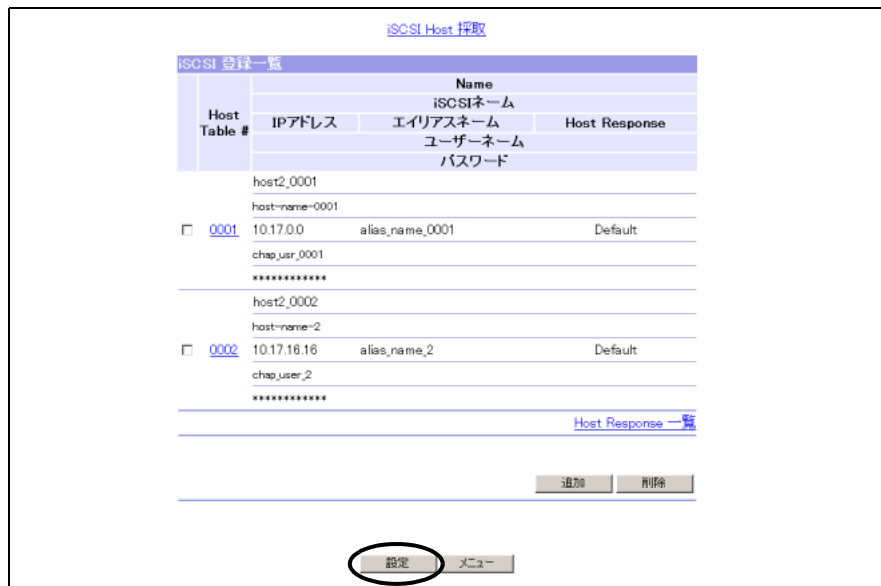 iSCSI Host 採取
iSCSI 登録一覧
Host Table #
Name
iSCSIネーム
IPアドレス エイリアスネーム Host Response
ユーザーネーム
パスワード
host2_0001
host-name-0001
0001 10.17.0.0 alias_name_0001 Default
chap_usr_0001
************
host2_0002
host-name-2
0002 10.17.16.16 alias_name_2 Default
chap_user_2
************
Host Response 一覧
追加 削除
設定 メニュー